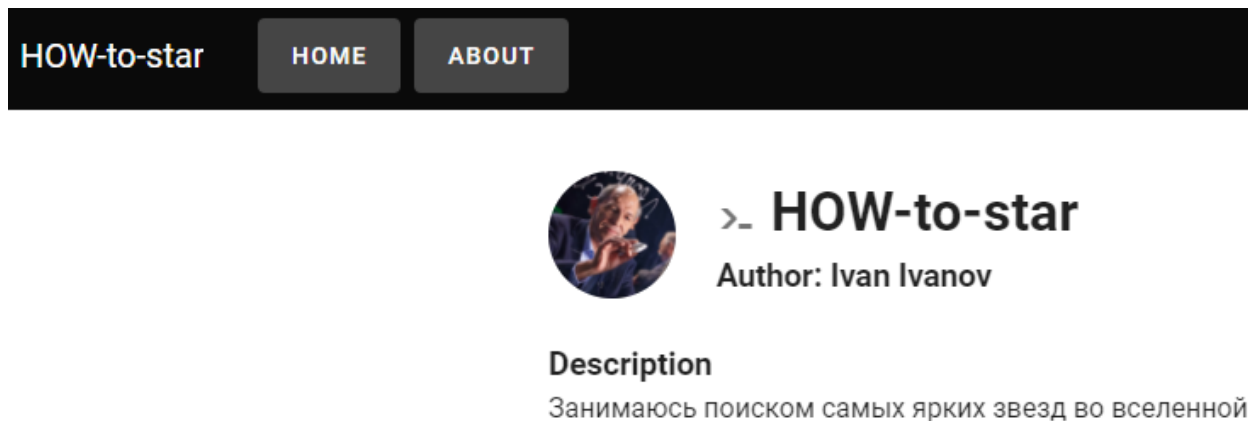 HOW-to-star HOME ABOUT
>_ HOW-to-star
Author: Ivan Ivanov
Description
Занимаюсь поиском самых ярких звезд во вселенной